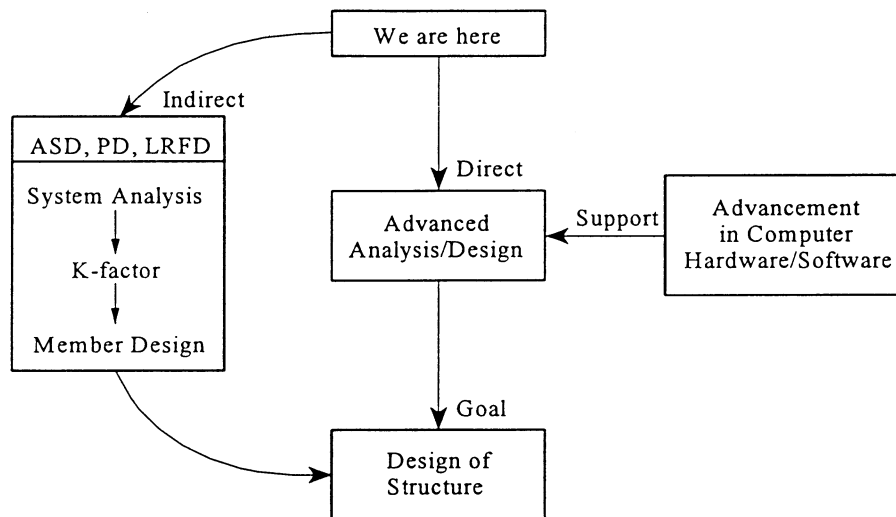 We are here
Indirect
ASD, PD, LRFD
System Analysis
K-factor
Member Design
Direct
Advanced
Analysis/Design
Support
Advancement
in Computer
Hardware/Software
Goal
Design of
Structure